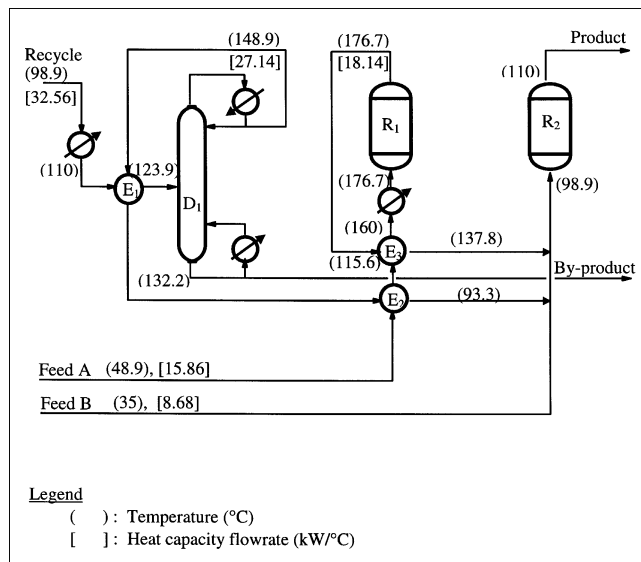 Recycle
(98.9)
[32.56]
(110)
E1
(123.9)
(148.9)
[27.14]
D1
(132.2)
(176.7)
[18.14]
R1
(176.7)
(160)
E3
(115.6)
(137.8)
E2
(93.3)
Product
(110)
R2
(98.9)
By-product
Feed A (48.9), [15.86]
Feed B (35), [8.68]
Legend
( ) : Temperature (°C)
[ ] : Heat capacity flowrate (kW/°C)